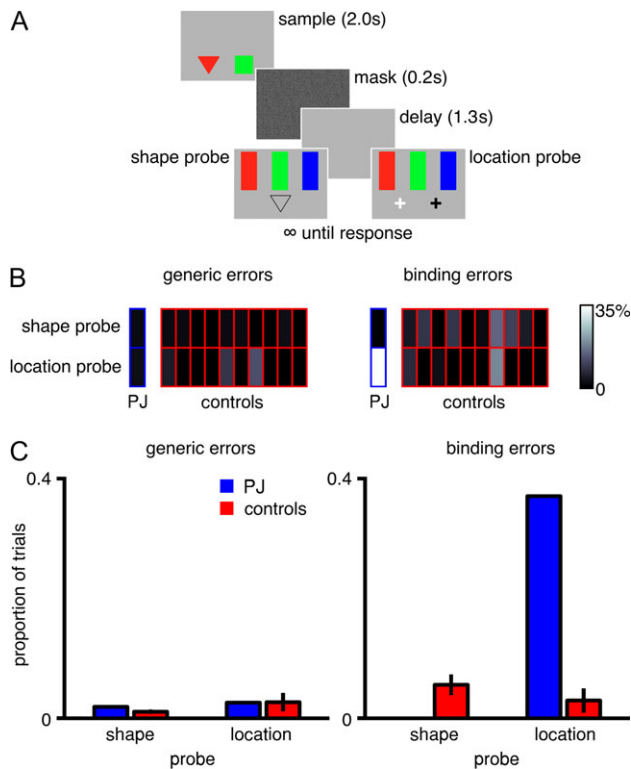 A
sample (2.0s)
mask (0.2s)
delay (1.3s)
shape probe
location probe
∞ until response
B
generic errors
binding errors
shape probe
location probe
35%
0
PJ
controls
PJ
controls
C
generic errors
binding errors
0.4
0
proportion of trials
PJ
controls
shape
location
probe
0.4
0
shape
location
probe